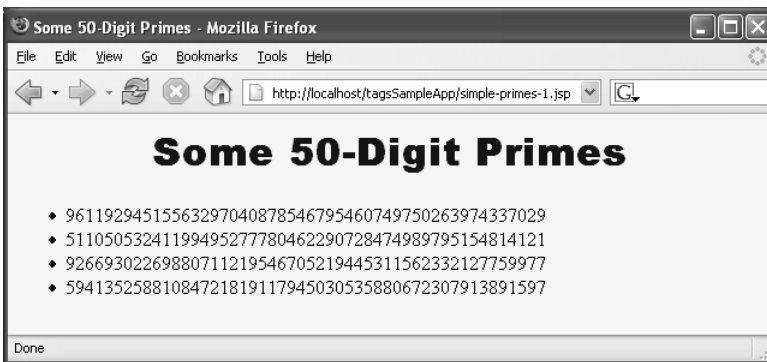 Some 50-Digit Primes - Mozilla Firefox
File Edit View Go Bookmarks Tools Help
http://localhost/tagsSampleApp/simple-primes-1.jsp G
Some 50-Digit Primes
96119294515563297040878546795460749750263974337029
51105053241199495277780462290728474989795154814121
92669302269880711219546705219445311562332127759977
59413525881084721819117945030535880672307913891597
Done